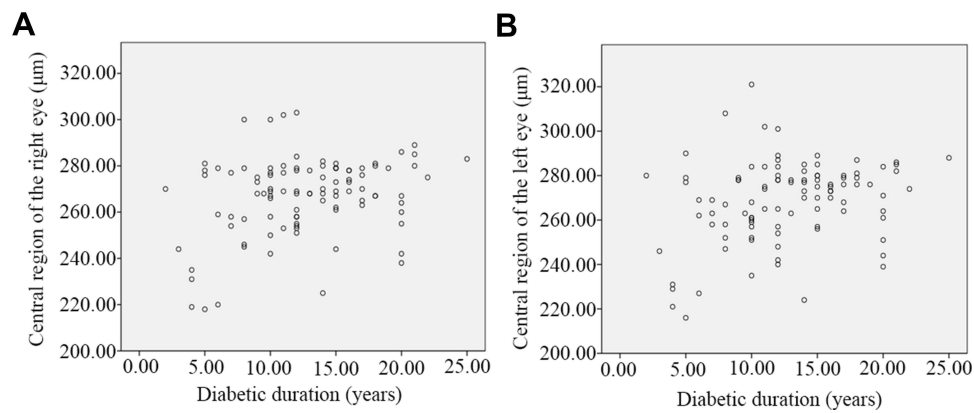 A
Central region of the right eye (μm)
320.00
300.00
280.00
260.00
240.00
220.00
200.00
0.00 5.00 10.00 15.00 20.00 25.00
Diabetic duration (years)
B
Central region of the left eye (μm)
320.00
300.00
280.00
260.00
240.00
220.00
200.00
0.00 5.00 10.00 15.00 20.00 25.00
Diabetic duration (years)